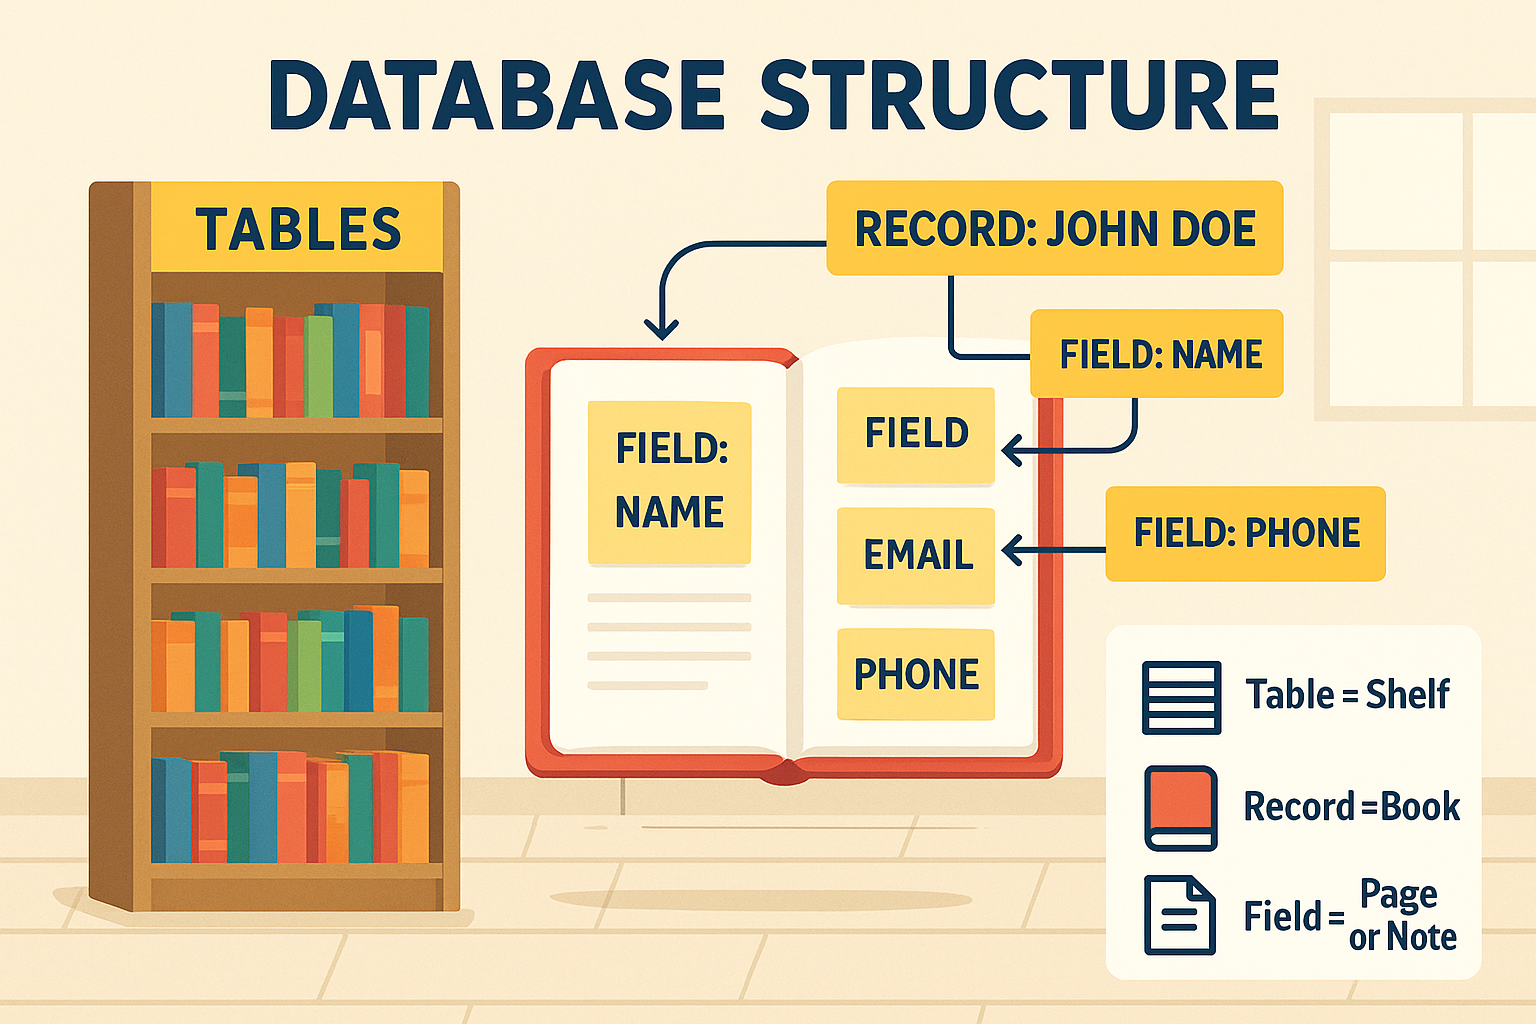 DATABASE STRUCTURE
TABLES
RECORD: JOHN DOE
FIELD: NAME
FIELD:
NAME
FIELD
EMAIL
PHONE
FIELD: PHONE
Table = Shelf
Record = Book
Field = Page
or Note